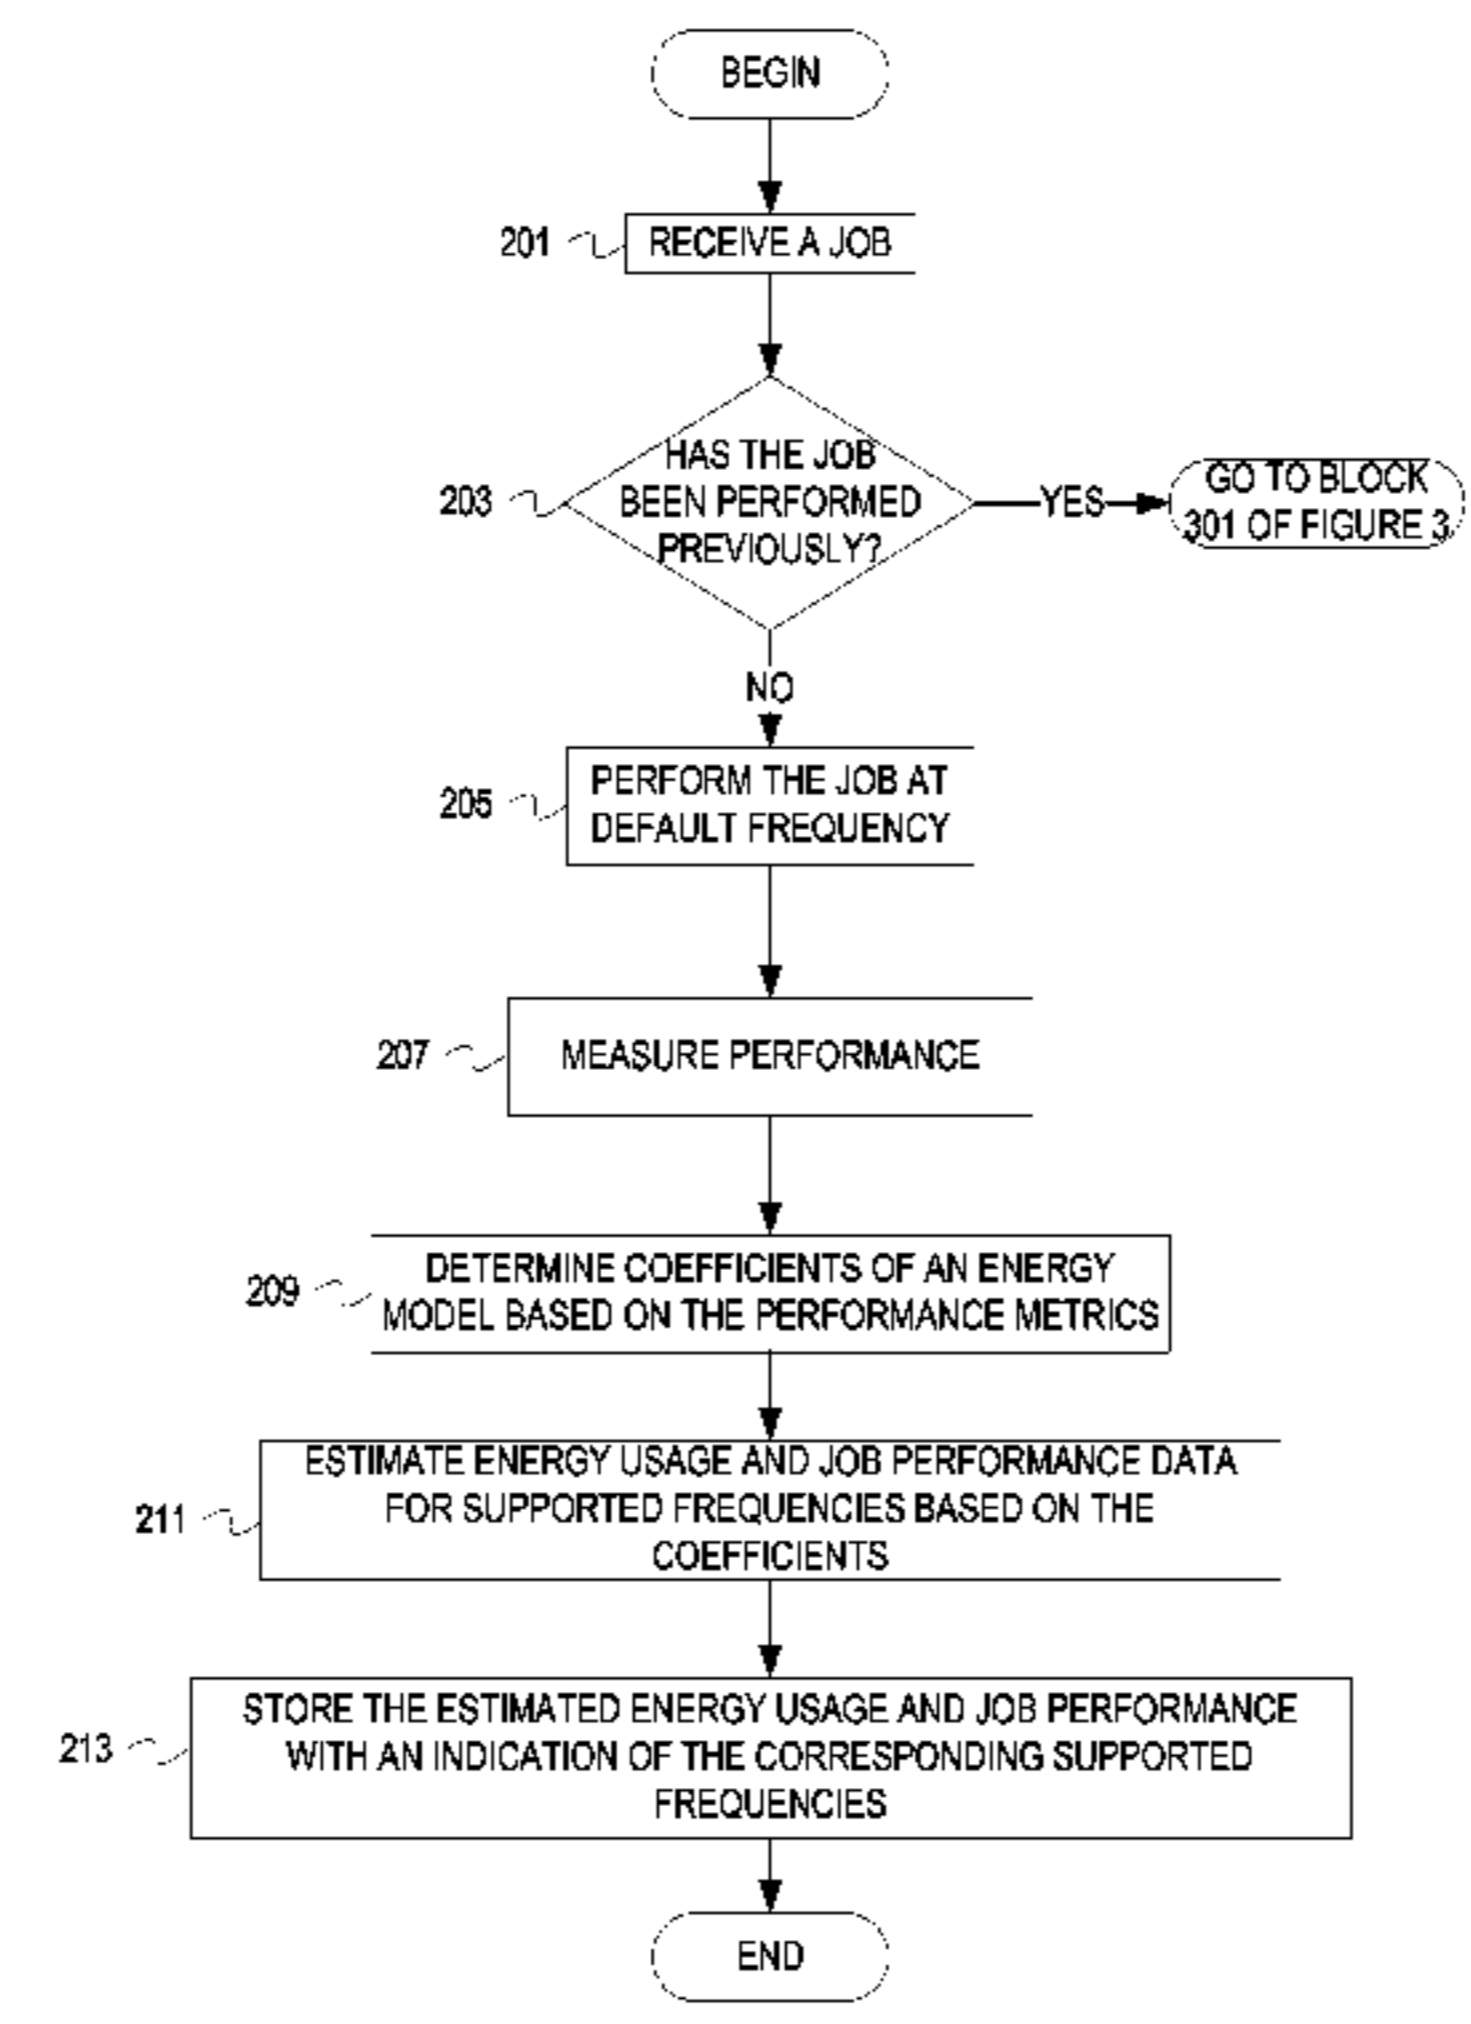 BEGIN
201
RECEIVE A JOB
HAS THE JOB
BEEN PERFORMED
PREVIOUSLY?
203
YES
GO TO BLOCK
301 OF FIGURE 3
NO
205
PERFORM THE JOB AT
DEFAULT FREQUENCY
207
MEASURE PERFORMANCE
209
DETERMINE COEFFICIENTS OF AN ENERGY
MODEL BASED ON THE PERFORMANCE METRICS
211
ESTIMATE ENERGY USAGE AND JOB PERFORMANCE DATA
FOR SUPPORTED FREQUENCIES BASED ON THE
COEFFICIENTS
213
STORE THE ESTIMATED ENERGY USAGE AND JOB PERFORMANCE
WITH AN INDICATION OF THE CORRESPONDING SUPPORTED
FREQUENCIES
END